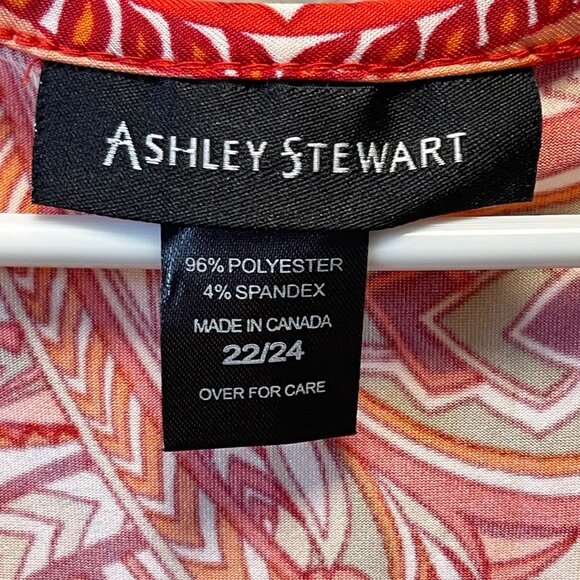 ASHLEY STEWART
96% POLYESTER
4% SPANDEX
MADE IN CANADA
22/24
OVER FOR CARE